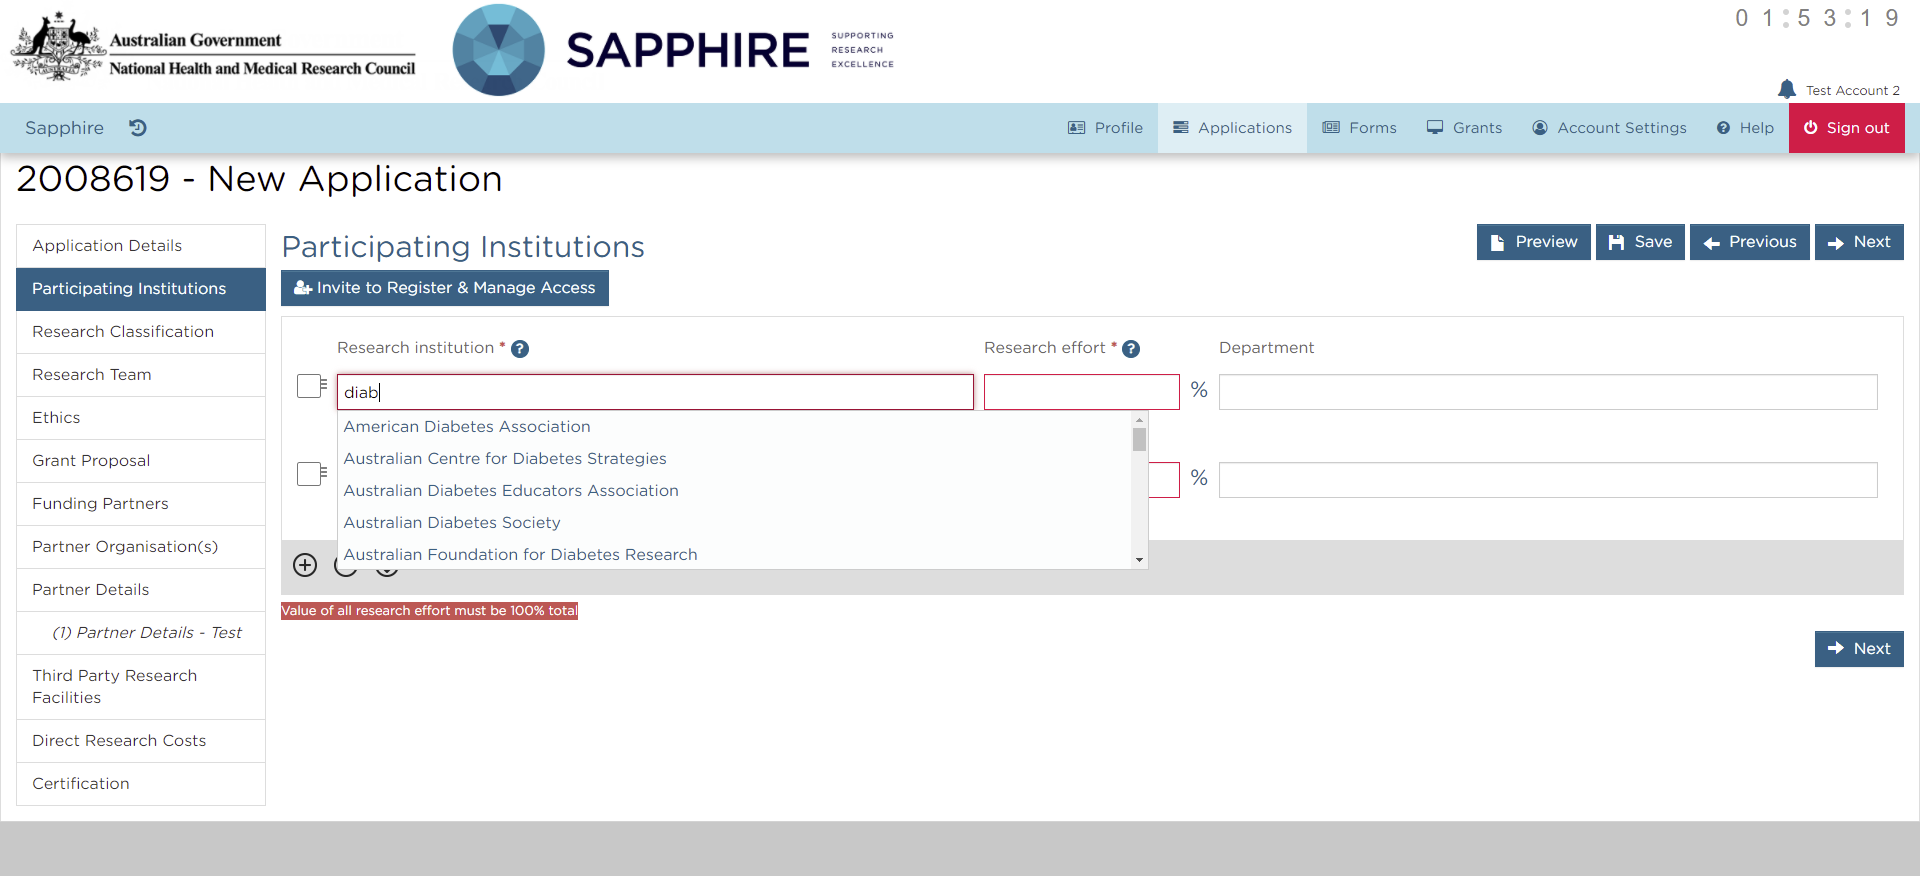 Australian Government
National Health and Medical Research Council
SAPPHIRE
SUPPORTING
RESEARCH
EXCELLENCE
01:53:19
Test Account 2
Sapphire
Profile
Applications
Forms
Grants
Account Settings
Help
Sign out
2008619 - New Application
Application Details
Participating Institutions
Research Classification
Research Team
Ethics
Grant Proposal
Funding Partners
Partner Organisation(s)
Partner Details
(1) Partner Details - Test
Third Party Research
Facilities
Direct Research Costs
Certification
Participating Institutions
Preview
Save
Previous
Next
Invite to Register & Manage Access
Research institution *
Research effort *
Department
diab
%
American Diabetes Association
Australian Centre for Diabetes Strategies
Australian Diabetes Educators Association
Australian Diabetes Society
Australian Foundation for Diabetes Research
%
Value of all research effort must be 100% total
Next